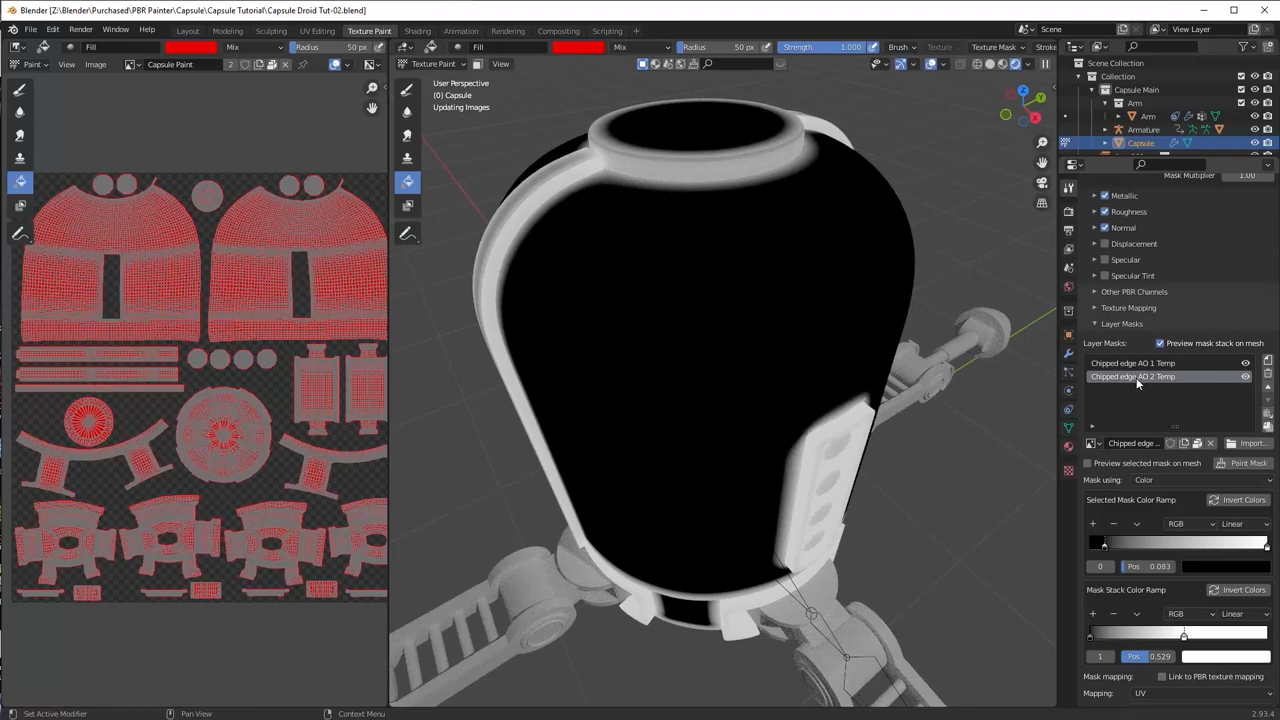 Blender [Z:\Blender\Purchased\PBR Painter\Capsule\Capsule Tutorial\Capsule Droid Tut-02.blend]
File Edit Render Window Help Layout Modeling Sculpting UV Editing Texture Paint Shading Animation Rendering Compositing Scripting Scene View Layer
Fill Mix Radius 50 px Fill Mix Radius 50 px Strength 1.000 Brush Texture Texture Mask Stroke
Paint View Image Capsule Paint 2 Texture Paint View
User Perspective
(0) Capsule
Updating Images
Scene Collection
Collection
Capsule Main
Arm
Arm
Armature
Capsule
Mask Multiplier 1.00
Metallic
Roughness
Normal
Displacement
Specular
Specular Tint
Other PBR Channels
Texture Mapping
Layer Masks
Layer Masks: Preview mask stack on mesh
Chipped edge AO 1 Temp
Chipped edge AO 2 Temp
Chipped edge ... Import...
Preview selected mask on mesh Paint Mask
Mask using: Color
Selected Mask Color Ramp Invert Colors
RGB Linear
0 Pos 0.083
Mask Stack Color Ramp Invert Colors
RGB Linear
1 Pos 0.529
Mask mapping: Link to PBR texture mapping
Mapping: UV
Set Active Modifier Pan View Context Menu 2.93.4